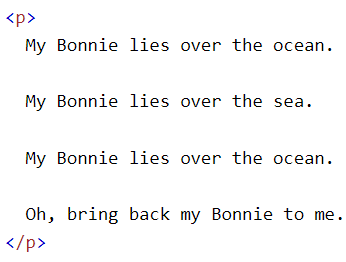 <p>
My Bonnie lies over the ocean.
My Bonnie lies over the sea.
My Bonnie lies over the ocean.
Oh, bring back my Bonnie to me.
</p>